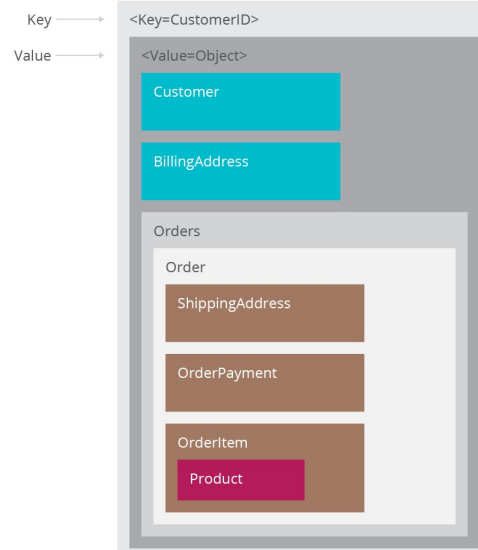 Key
<Key=CustomerID>
Value
<Value=Object>
Customer
BillingAddress
Orders
Order
ShippingAddress
OrderPayment
OrderItem
Product